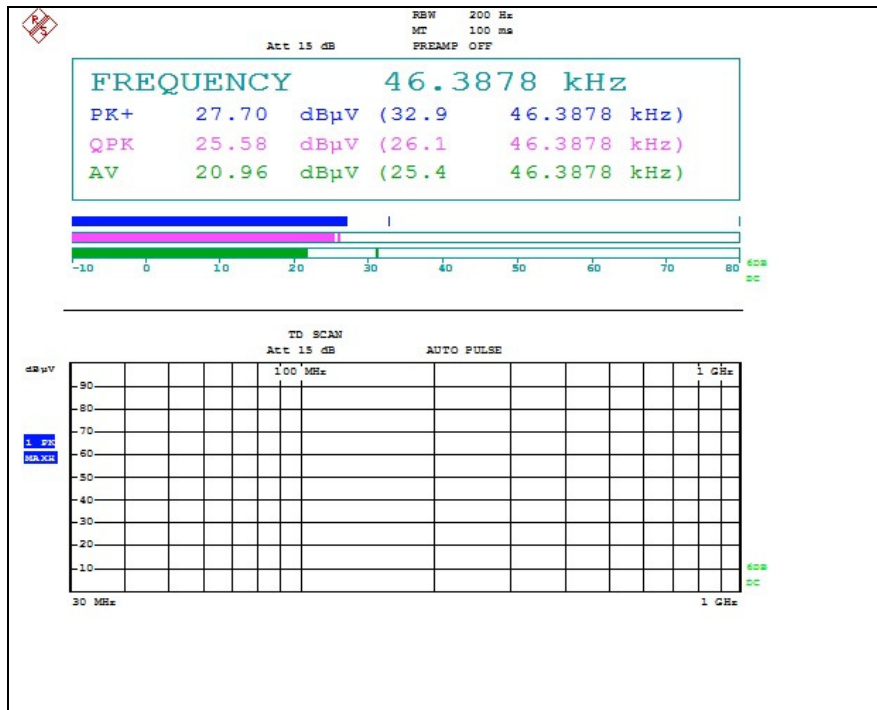 R S
RBW 200 Hz
MT 100 ms
Att 15 dB PREAMP OFF
FREQUENCY 46.3878 kHz
PK+ 27.70 dBµV (32.9 46.3878 kHz)
QPK 25.58 dBµV (26.1 46.3878 kHz)
AV 20.96 dBµV (25.4 46.3878 kHz)
-10 0 10 20 30 40 50 60 70 80 6DB
DC
TD SCAN
Att 15 dB AUTO PULSE
dBµV 100 MHz 1 GHz
90
80
70
1 PK
MAXH 60
50
40
30
20
10 6DB
DC
30 MHz 1 GHz